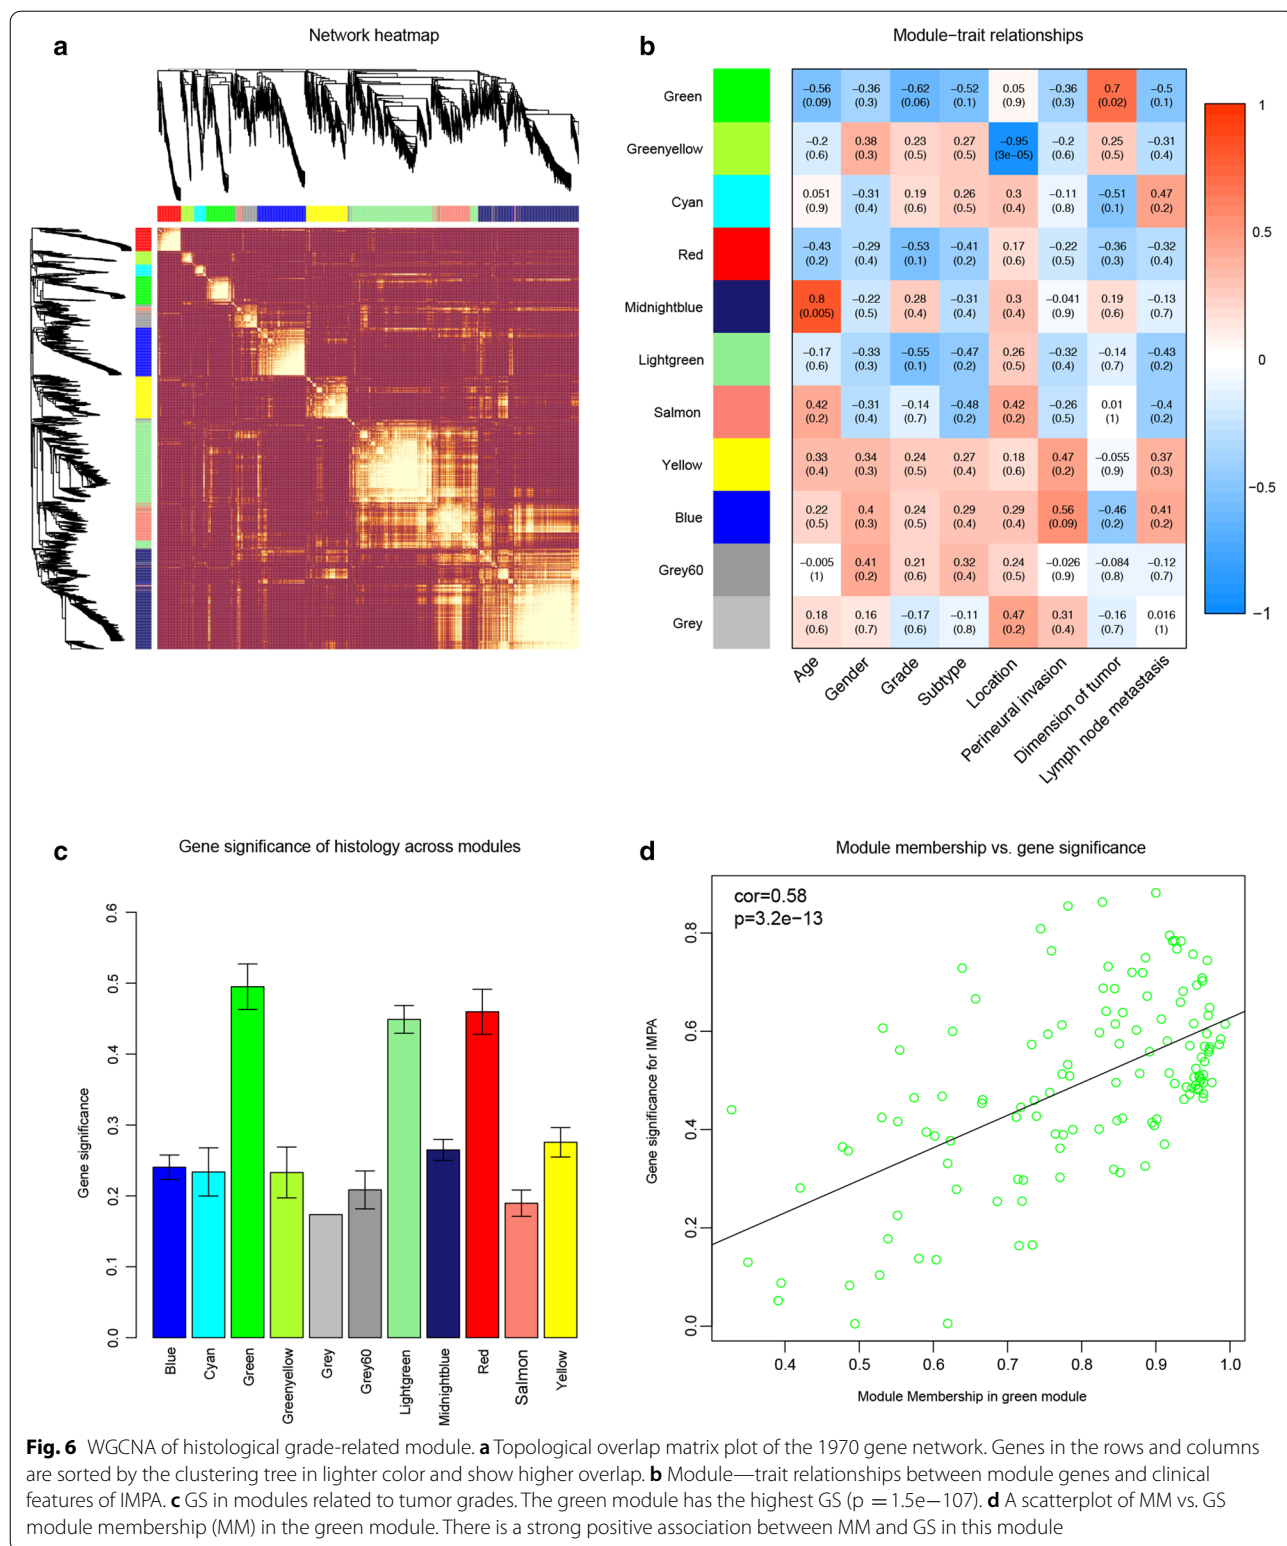 a
Network heatmap
b
Module−trait relationships
Green
−0.56 −0.36 −0.62 −0.52 0.05 −0.36 0.7 −0.5
(0.09) (0.3) (0.06) (0.1) (0.9) (0.3) (0.02) (0.1)
Greenyellow
−0.2 0.38 0.23 0.27 −0.95 −0.2 0.25 −0.31
(0.6) (0.3) (0.5) (0.5) (3e−05) (0.6) (0.5) (0.4)
Cyan
0.051 −0.31 0.19 0.26 0.3 −0.11 −0.51 0.47
(0.9) (0.4) (0.6) (0.5) (0.4) (0.8) (0.1) (0.2)
Red
−0.43 −0.29 −0.53 −0.41 0.17 −0.22 −0.36 −0.32
(0.2) (0.4) (0.1) (0.2) (0.6) (0.5) (0.3) (0.4)
Midnightblue
0.8 −0.22 0.28 −0.31 0.3 −0.041 0.19 −0.13
(0.005) (0.5) (0.4) (0.4) (0.4) (0.9) (0.6) (0.7)
Lightgreen
−0.17 −0.33 −0.55 −0.47 0.26 −0.32 −0.14 −0.43
(0.6) (0.3) (0.1) (0.2) (0.5) (0.4) (0.7) (0.2)
Salmon
0.42 −0.31 −0.14 −0.48 0.42 −0.26 0.01 −0.4
(0.2) (0.4) (0.7) (0.2) (0.2) (0.5) (1) (0.2)
Yellow
0.33 0.34 0.24 0.27 0.18 0.47 −0.055 0.37
(0.4) (0.3) (0.5) (0.4) (0.6) (0.2) (0.9) (0.3)
Blue
0.22 0.4 0.24 0.29 0.29 0.56 −0.46 0.41
(0.5) (0.3) (0.5) (0.4) (0.4) (0.09) (0.2) (0.2)
Grey60
−0.005 0.41 0.21 0.32 0.24 −0.026 −0.084 −0.12
(1) (0.2) (0.6) (0.4) (0.5) (0.9) (0.8) (0.7)
Grey
0.18 0.16 −0.17 −0.11 0.47 0.31 −0.16 0.016
(0.6) (0.7) (0.6) (0.8) (0.2) (0.4) (0.7) (1)
Age
Gender
Grade
Subtype
Location
Perineural invasion
Dimension of tumor
Lymph node metastasis
1
0.5
0
−0.5
−1
c
Gene significance of histology across modules
Gene significance
0.6
0.5
0.4
0.3
0.2
0.1
0.0
Blue
Cyan
Green
Greenyellow
Grey
Grey60
Lightgreen
Midnightblue
Red
Salmon
Yellow
d
Module membership vs. gene significance
cor=0.58
p=3.2e−13
Gene significance for IMPA
0.8
0.6
0.4
0.2
0.0
0.4 0.5 0.6 0.7 0.8 0.9 1.0
Module Membership in green module
Fig. 6 WGCNA of histological grade-related module. a Topological overlap matrix plot of the 1970 gene network. Genes in the rows and columns
are sorted by the clustering tree in lighter color and show higher overlap. b Module—trait relationships between module genes and clinical
features of IMPA. c GS in modules related to tumor grades. The green module has the highest GS (p = 1.5e−107). d A scatterplot of MM vs. GS
module membership (MM) in the green module. There is a strong positive association between MM and GS in this module